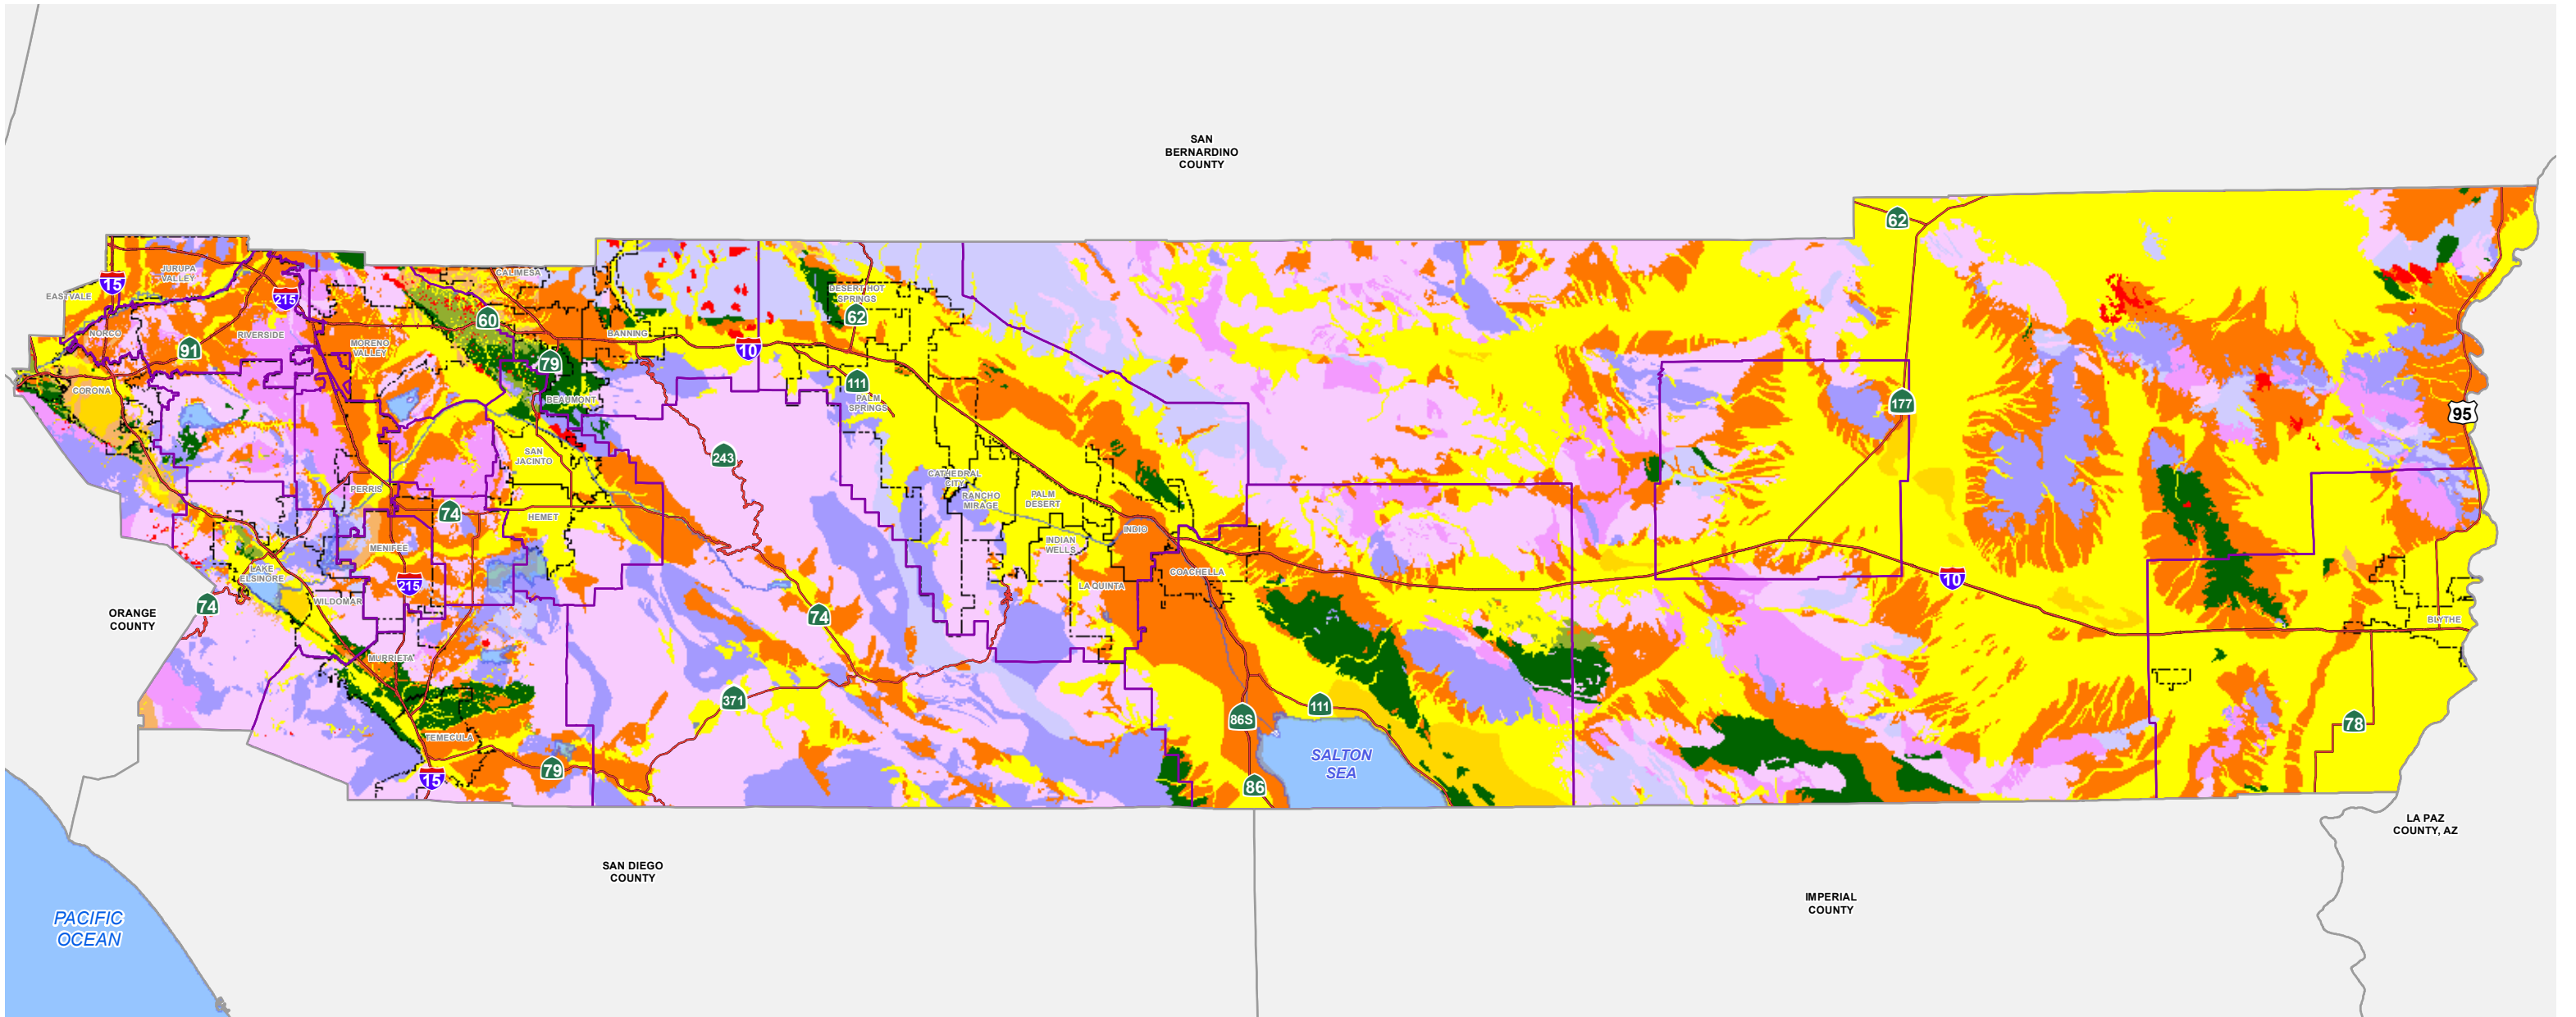 SAN
BERNARDINO
COUNTY
62
JURUPA
VALLEY
CALIMESA
15
EASTVALE
215
DESERT HOT
SPRINGS
62
60
NORCO
RIVERSIDE
BANNING
MORENO
VALLEY
91
10
79
111
CORONA
BEAUMONT
PALM
SPRINGS
177
95
243
SAN
JACINTO
CATHEDRAL
CITY
PERRIS
RANCHO
MIRAGE
PALM
DESERT
74
HEMET
INDIO
INDIAN
WELLS
MENIFEE
LAKE
ELSINORE
COACHELLA
10
215
LA QUINTA
74
WILDOMAR
ORANGE
COUNTY
74
BLYTHE
MURRIETA
371
111
86S
78
TEMECULA
SALTON
SEA
79
15
86
LA PAZ
COUNTY, AZ
SAN DIEGO
COUNTY
IMPERIAL
COUNTY
PACIFIC
OCEAN